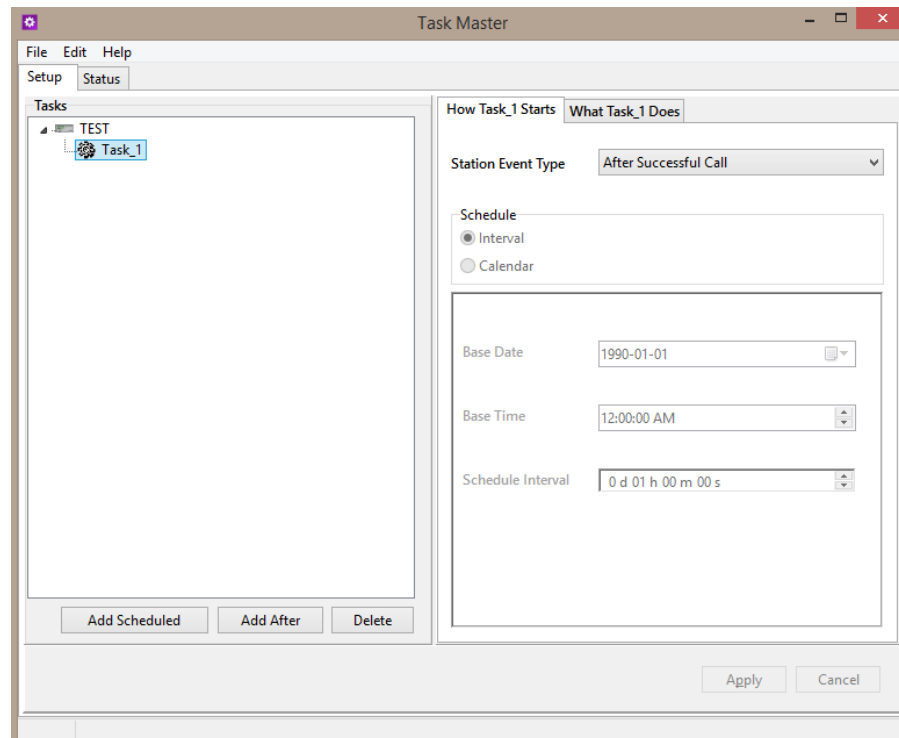 Task Master
File Edit Help
Setup Status
Tasks
TEST
Task_1
Add Scheduled Add After Delete
How Task_1 Starts What Task_1 Does
Station Event Type After Successful Call
Schedule
Interval
Calendar
Base Date 1990-01-01
Base Time 12:00:00 AM
Schedule Interval 0 d 01 h 00 m 00 s
Apply Cancel